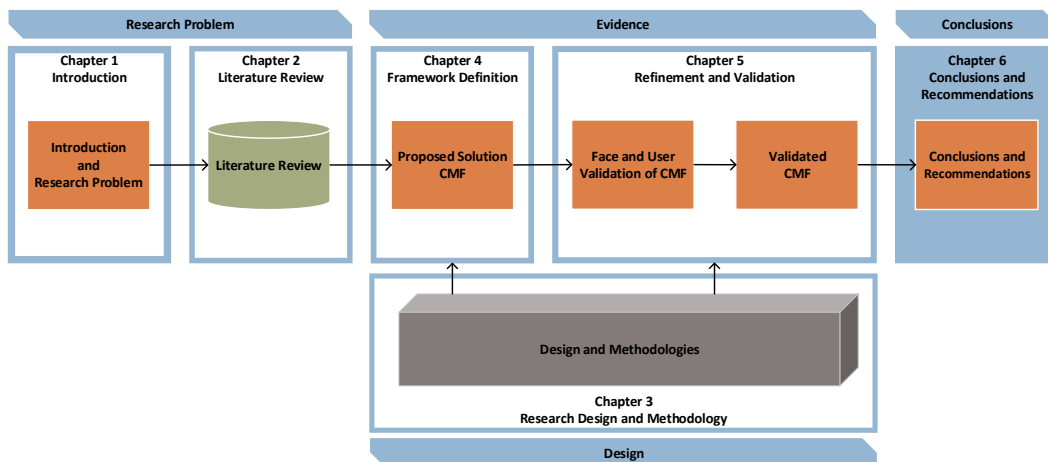 Research Problem
Evidence
Conclusions
Chapter 1
Introduction
Chapter 2
Literature Review
Chapter 4
Framework Definition
Chapter 5
Refinement and Validation
Chapter 6
Conclusions and
Recommendations
Introduction
and
Research Problem
Literature Review
Proposed Solution
CMF
Face and User
Validation of CMF
Validated
CMF
Conclusions and
Recommendations
Design and Methodologies
Chapter 3
Research Design and Methodology
Design